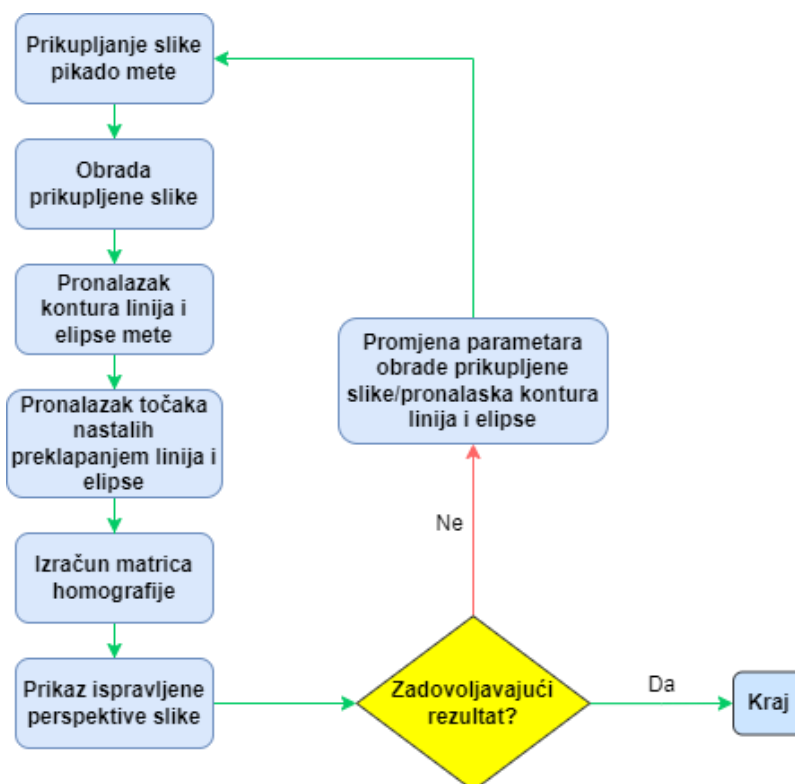 Prikupljanje slike
pikado mete
Obrada
prikupljene slike
Pronalazak
kontura linija i
elipse mete
Pronalazak točaka
nastalih
preklapanjem linija i
elipse
Izračun matrica
homografije
Prikaz ispravljene
perspektive slike
Zadovoljavajući
rezultat?
Ne
Promjena parametara
obrade prikupljene
slike/pronalaska kontura
linija i elipse
Da
Kraj